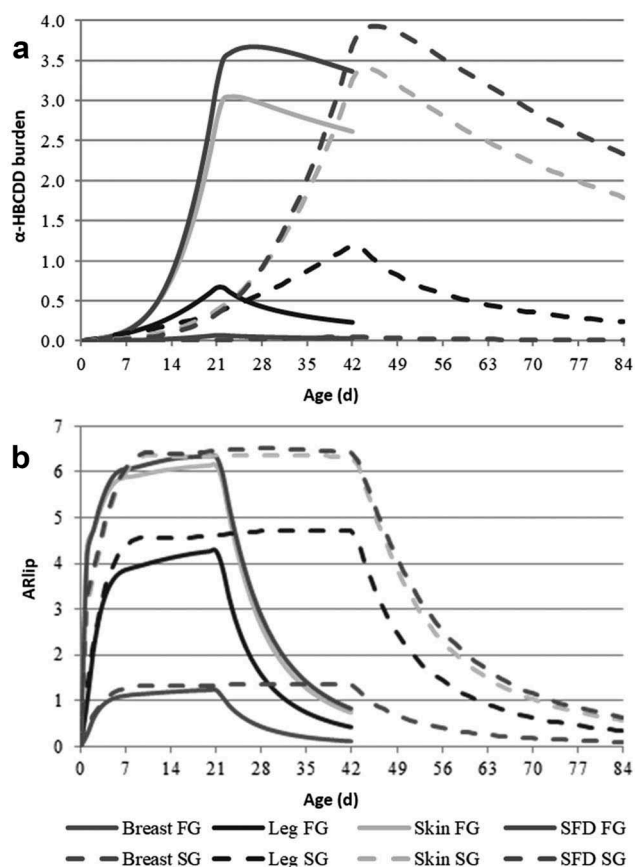 a
4.0
3.5
3.0
2.5
2.0
1.5
1.0
0.5
0.0
α-HBCDD burden
0 7 14 21 28 35 42 49 56 63 70 77 84
Age (d)
b
7
6
5
4
3
2
1
0
ARlip
0 7 14 21 28 35 42 49 56 63 70 77 84
Age (d)
Breast FG Leg FG Skin FG SFD FG
Breast SG Leg SG Skin SG SFD SG